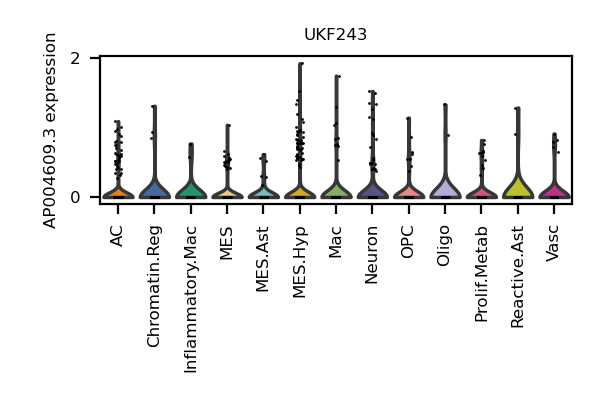 UKF243
AP004609.3 expression
2
0
AC
Chromatin.Reg
Inflammatory.Mac
MES
MES.Ast
MES.Hyp
Mac
Neuron
OPC
Oligo
Prolif.Metab
Reactive.Ast
Vasc